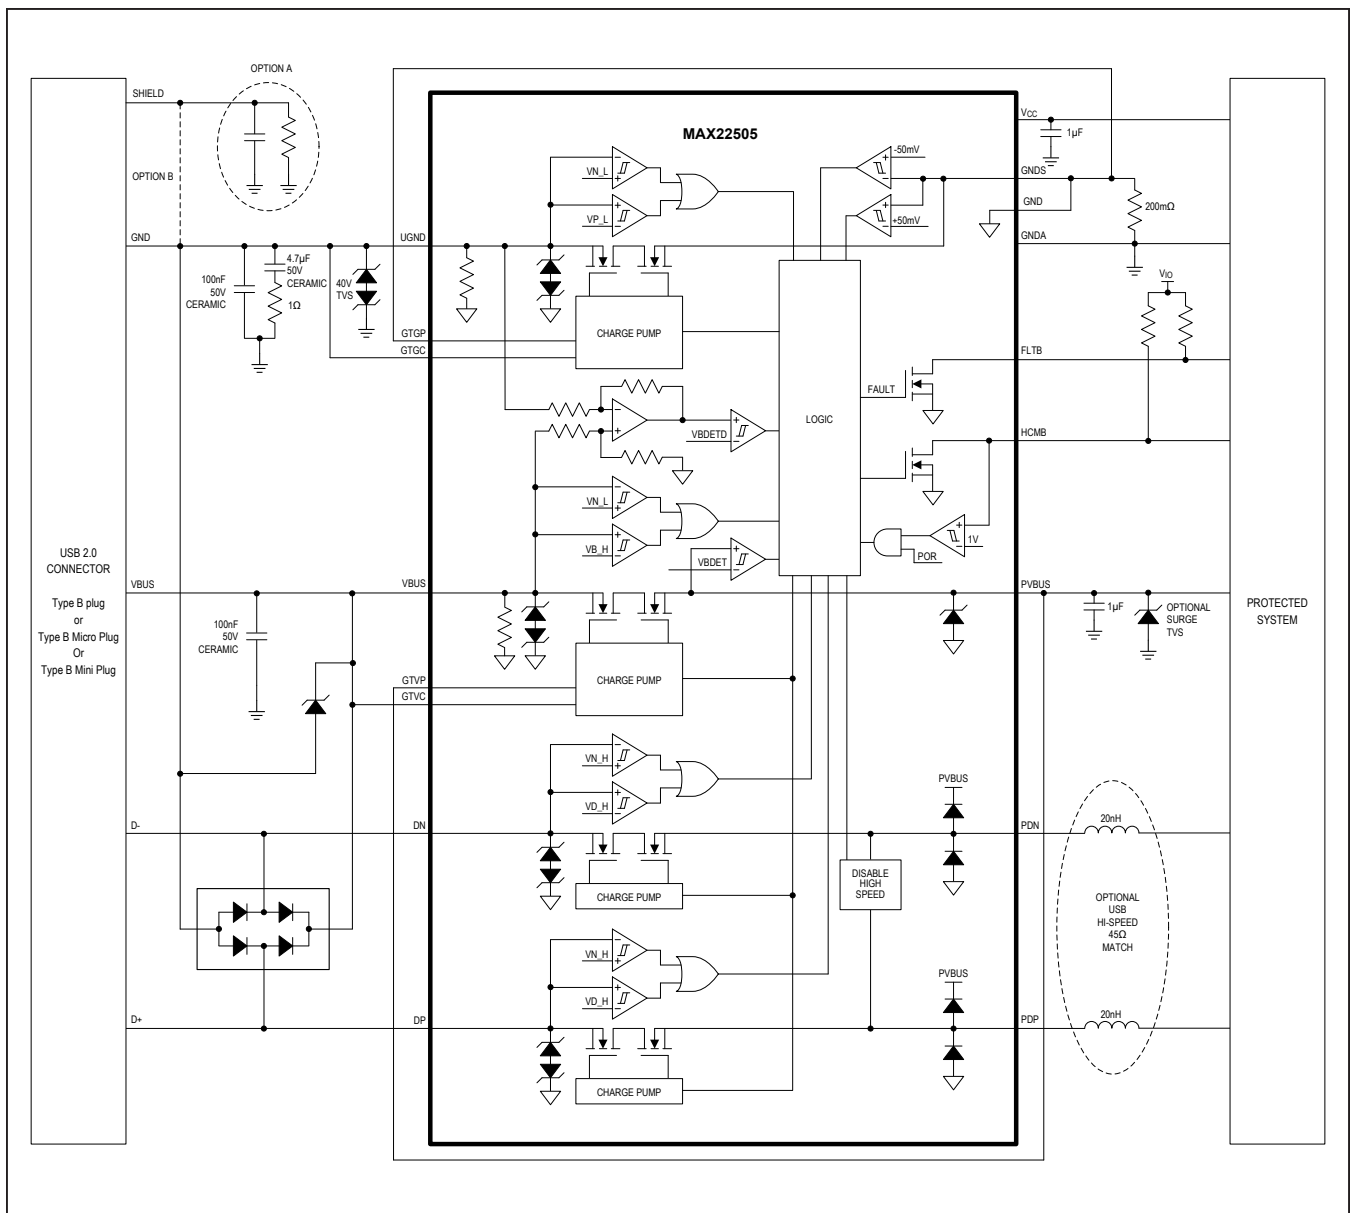 OPTION A
SHIELD
OPTION B
GND
100nF
50V
CERAMIC
4.7µF
50V
CERAMIC
1Ω
40V
TVS
USB 2.0
CONNECTOR
Type B plug
or
Type B Micro Plug
Or
Type B Mini Plug
VBUS
100nF
50V
CERAMIC
D-
D+
MAX22505
UGND
GTGP
GTGC
VBUS
GTVP
GTVC
DN
DP
VN_L
VP_L
CHARGE PUMP
-50mV
+50mV
VBDETD
VN_L
VB_H
VBDET
CHARGE PUMP
LOGIC
FAULT
1V
POR
VN_H
VD_H
CHARGE PUMP
DISABLE
HIGH
SPEED
PVBUS
VN_H
VD_H
CHARGE PUMP
PVBUS
VCC
1µF
GNDS
GND
200mΩ
GNDA
VIO
FLTB
HCMB
PVBUS
1µF
OPTIONAL
SURGE
TVS
PROTECTED
SYSTEM
PDN
20nH
OPTIONAL
USB
HI-SPEED
45Ω
MATCH
PDP
20nH